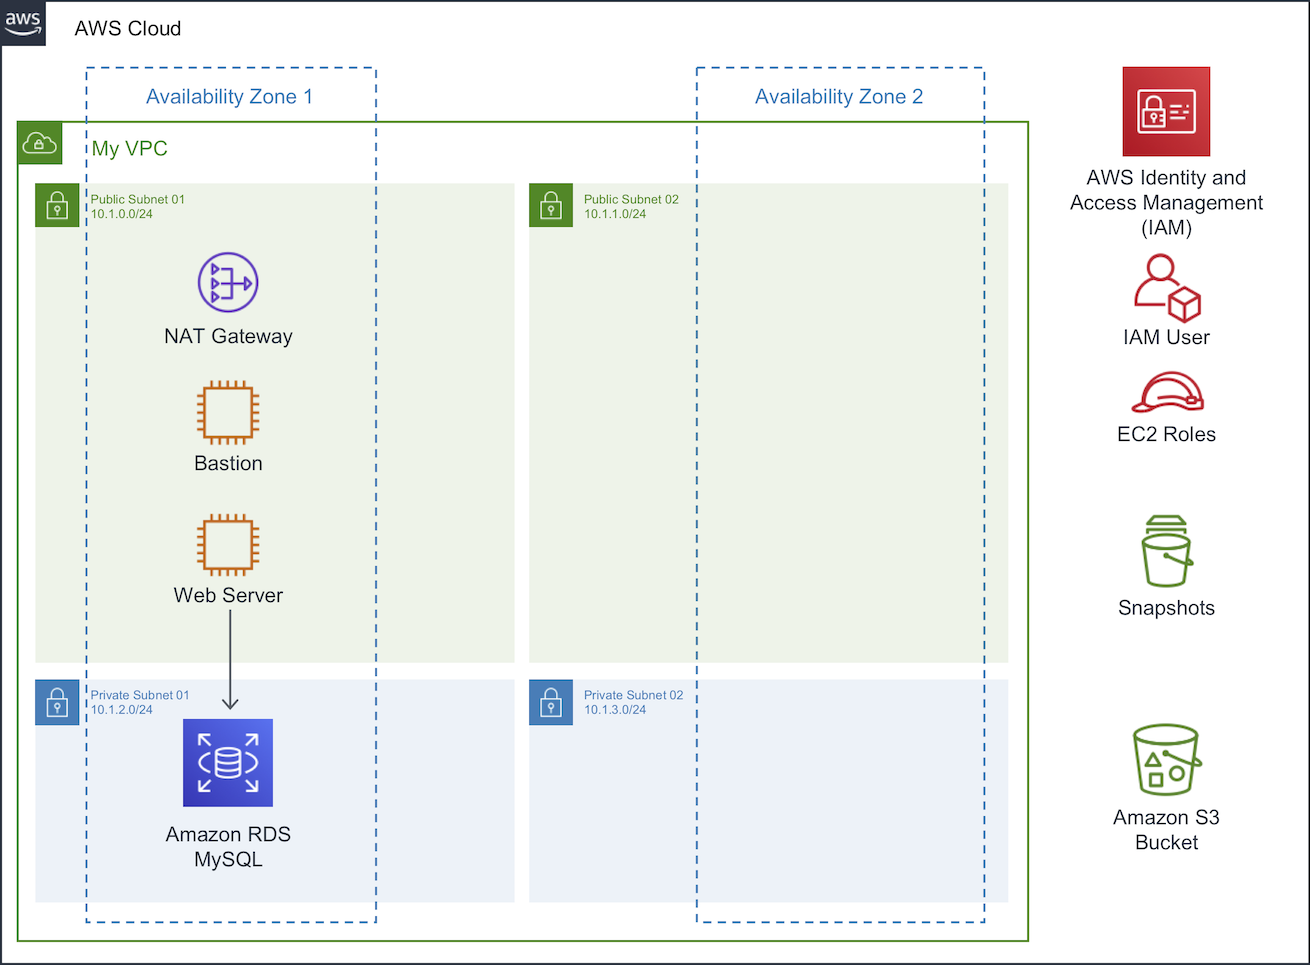 aws
AWS Cloud
Availability Zone 1
Availability Zone 2
My VPC
Public Subnet 01
10.1.0.0/24
Public Subnet 02
10.1.1.0/24
NAT Gateway
Bastion
Web Server
Private Subnet 01
10.1.2.0/24
Private Subnet 02
10.1.3.0/24
Amazon RDS
MySQL
AWS Identity and
Access Management
(IAM)
IAM User
EC2 Roles
Snapshots
Amazon S3
Bucket